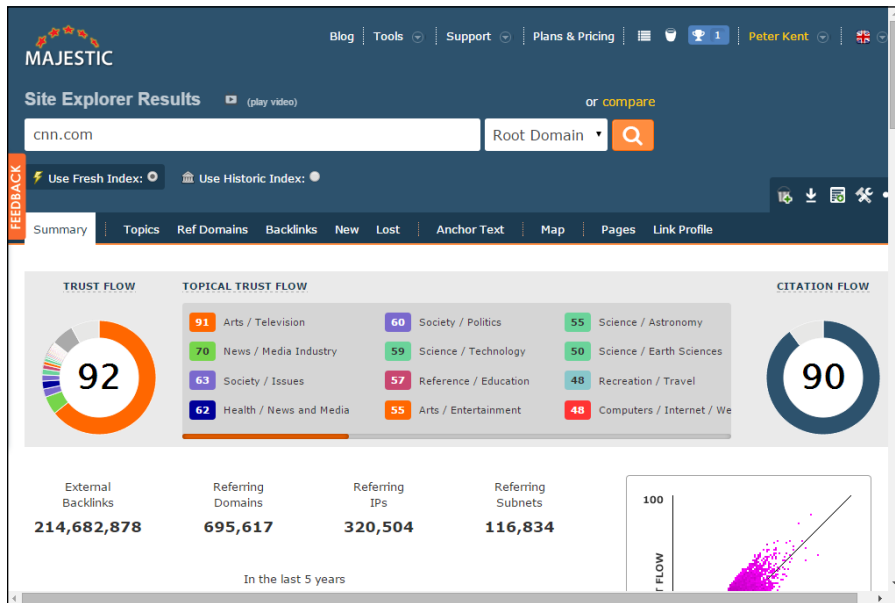 Blog Tools Support Plans & Pricing 1 Peter Kent
MAJESTIC
Site Explorer Results (play video) or compare
cnn.com Root Domain
FEEDBACK
Use Fresh Index: Use Historic Index:
Summary Topics Ref Domains Backlinks New Lost Anchor Text Map Pages Link Profile
TRUST FLOW TOPICAL TRUST FLOW CITATION FLOW
91 Arts / Television 60 Society / Politics 55 Science / Astronomy
70 News / Media Industry 59 Science / Technology 50 Science / Earth Sciences
92 90
63 Society / Issues 57 Reference / Education 48 Recreation / Travel
62 Health / News and Media 55 Arts / Entertainment 48 Computers / Internet / We
External Backlinks Referring Domains Referring IPs Referring Subnets
214,682,878 695,617 320,504 116,834
100
In the last 5 years
T FLOW